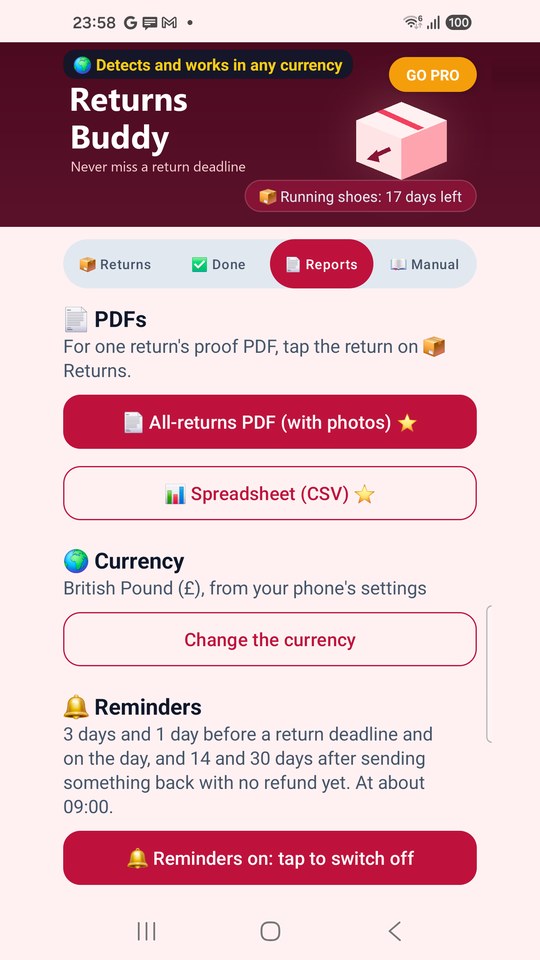 23:58
100
Detects and works in any currency
GO PRO
Returns
Buddy
Never miss a return deadline
Running shoes: 17 days left
Returns
Done
Reports
Manual
PDFs
For one return's proof PDF, tap the return on
Returns.
All-returns PDF (with photos)
Spreadsheet (CSV)
Currency
British Pound (£), from your phone's settings
Change the currency
Reminders
3 days and 1 day before a return deadline and
on the day, and 14 and 30 days after sending
something back with no refund yet. At about
09:00.
Reminders on: tap to switch off